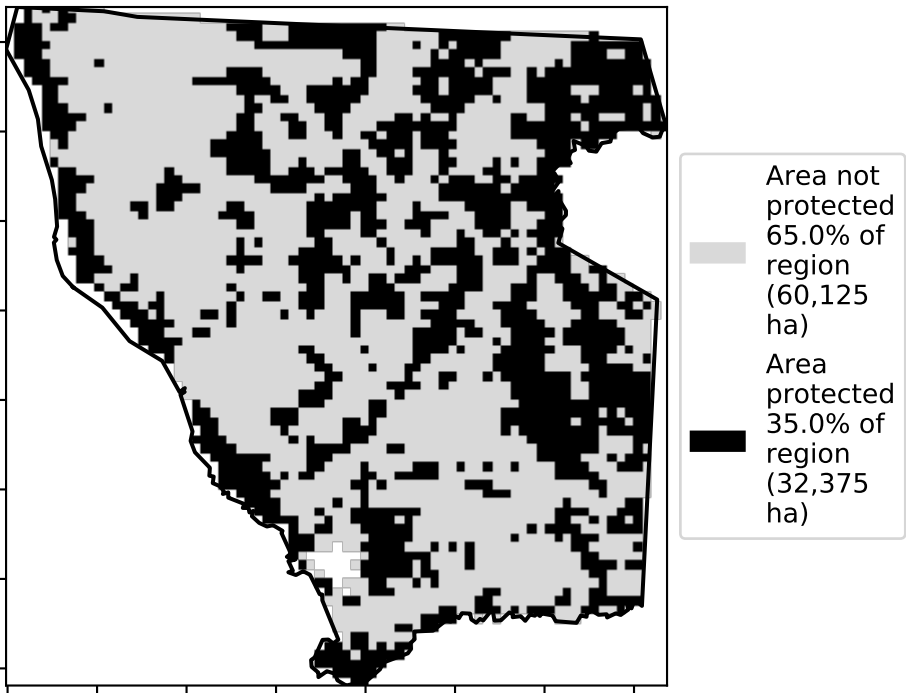 Area not
protected
65.0% of
region
(60,125
ha)
Area
protected
35.0% of
region
(32,375
ha)